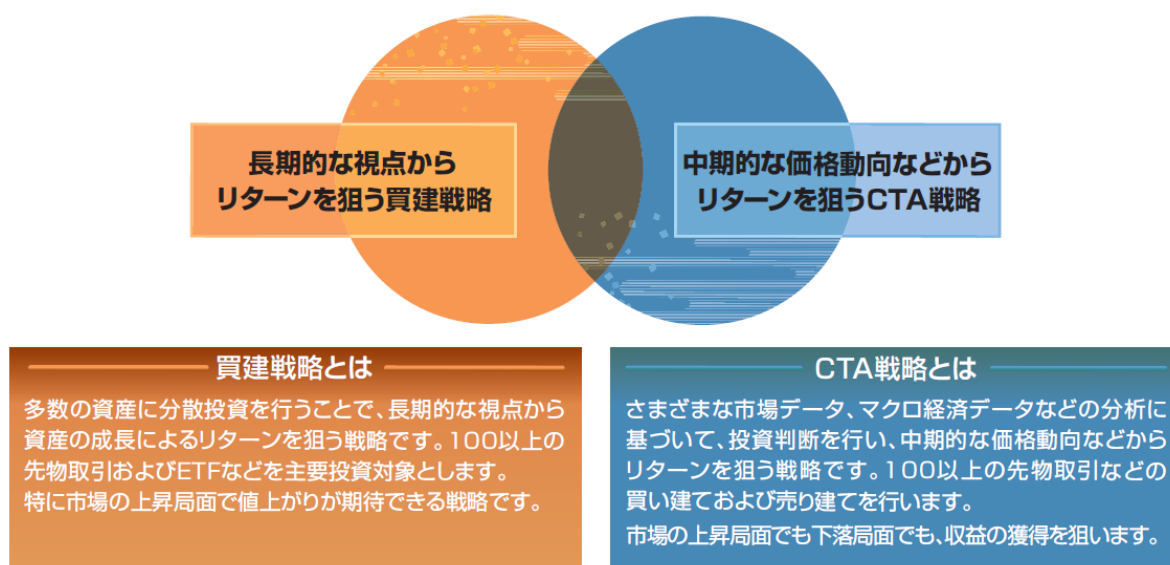 長期的な視点から
リターンを狙う買建戦略
中期的な価格動向などから
リターンを狙うCTA戦略
買建戦略とは
多数の資産に分散投資を行うことで、長期的な視点から
資産の成長によるリターンを狙う戦略です。100以上の
先物取引およびETFなどを主要投資対象とします。
特に市場の上昇局面で値上がりが期待できる戦略です。
CTA戦略とは
さまざまな市場データ、マクロ経済データなどの分析に
基づいて、投資判断を行い、中期的な価格動向などから
リターンを狙う戦略です。100以上の先物取引などの
買い建ておよび売り建てを行います。
市場の上昇局面でも下落局面でも、収益の獲得を狙います。